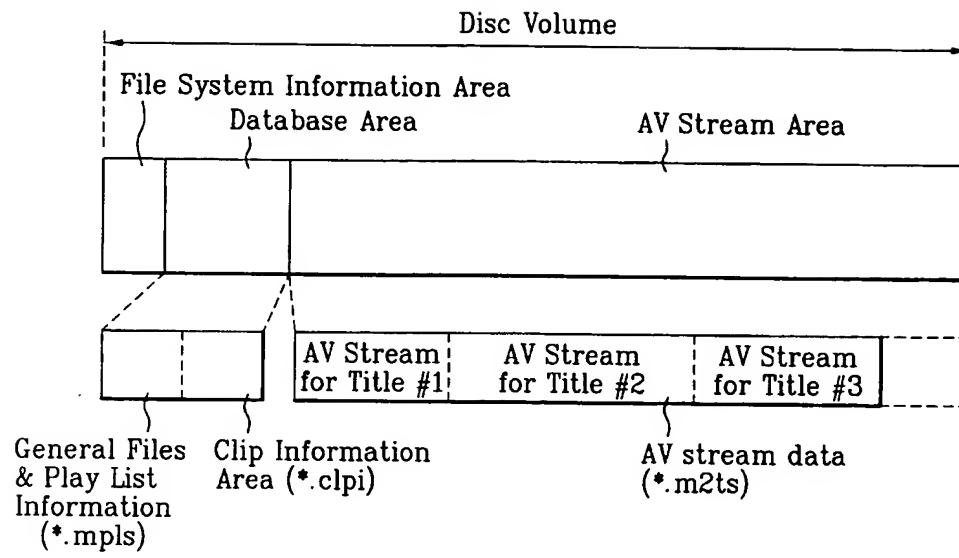 Disc Volume
File System Information Area
Database Area
AV Stream Area
AV Stream
for Title #1
AV Stream
for Title #2
AV Stream
for Title #3
General Files
& Play List
Information
(*.mpls)
Clip Information
Area (*.clpi)
AV stream data
(*.m2ts)